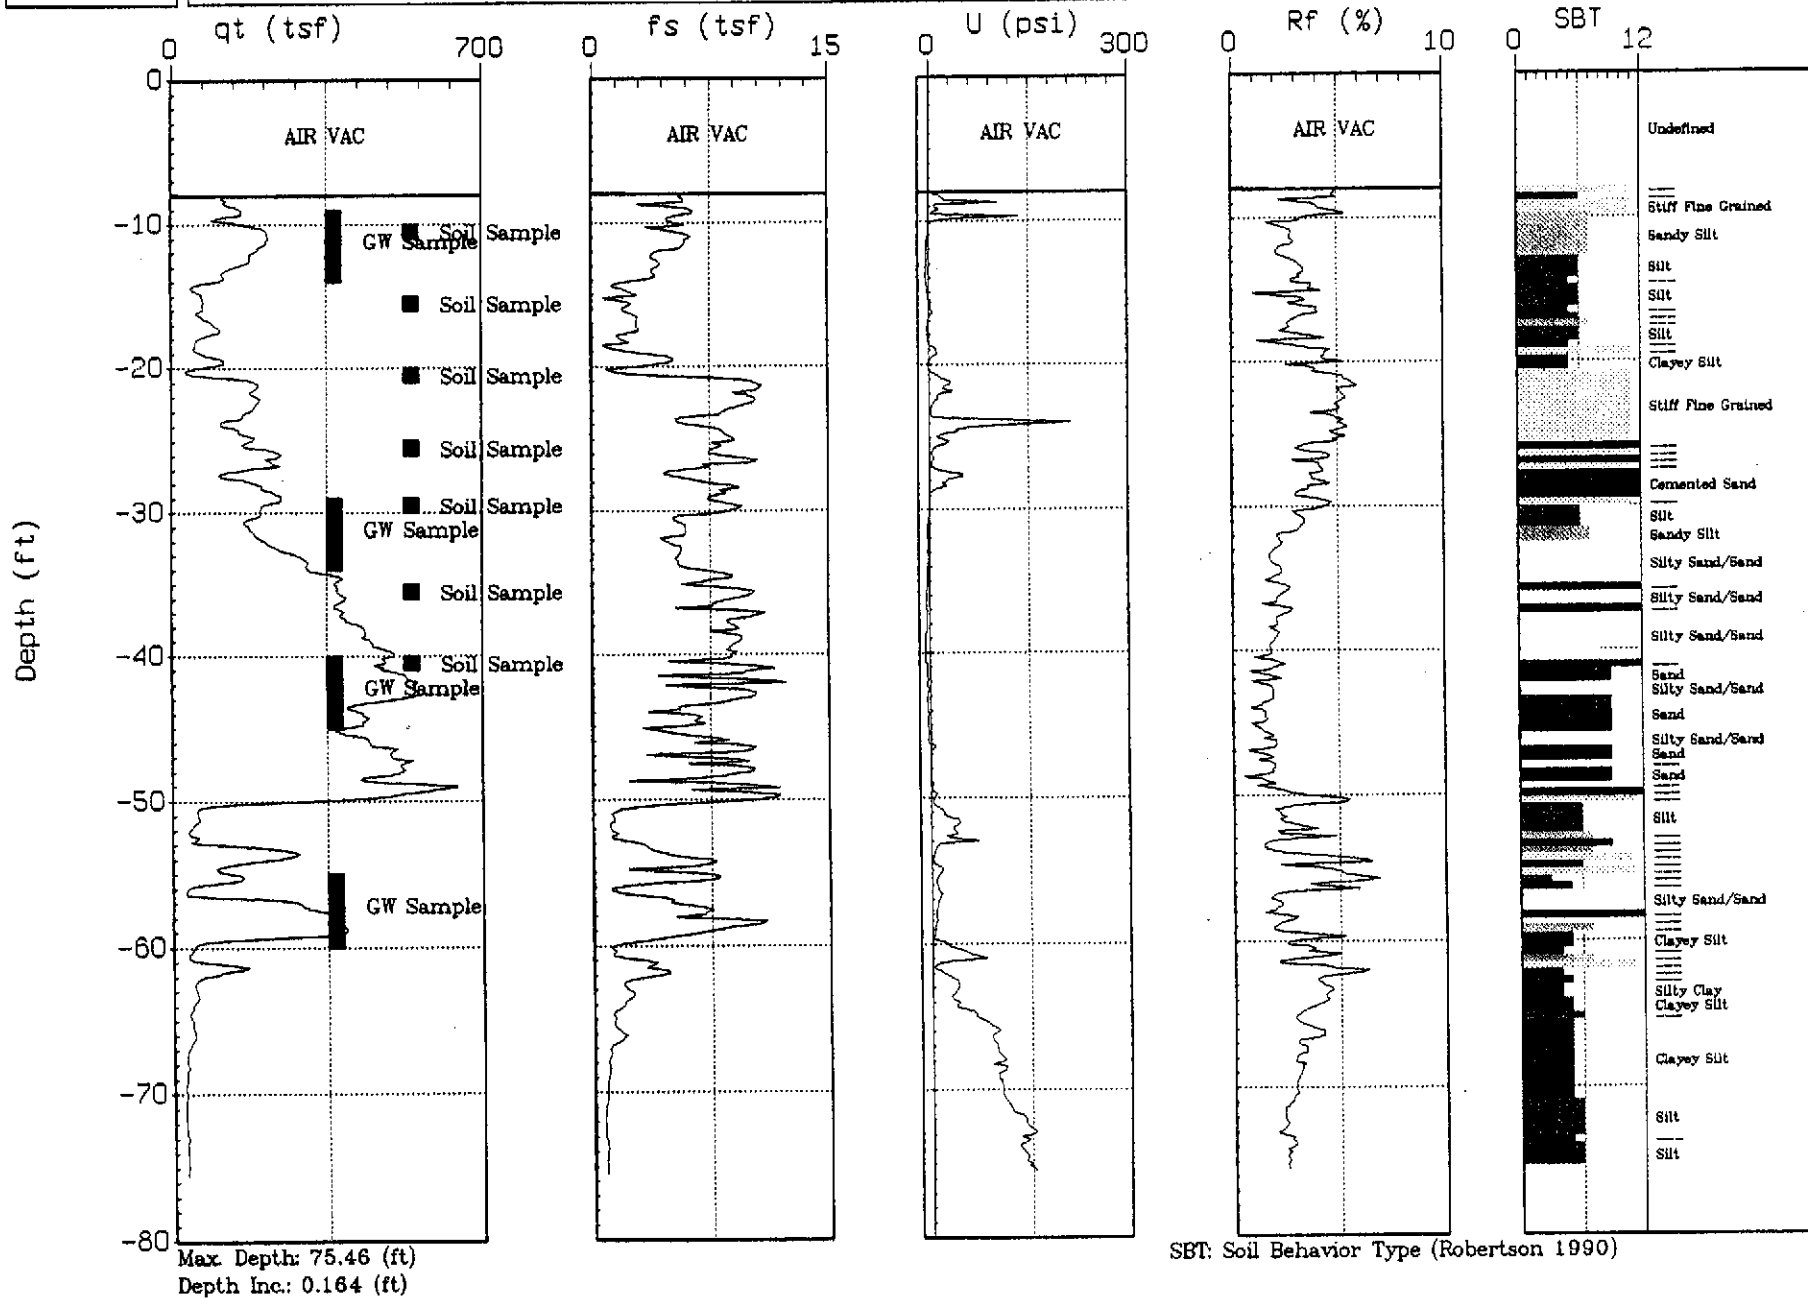 qt (tsf)
0 700
fs (tsf)
0 15
U (psi)
0 300
Rf (%)
0 10
SBT
0 12
Depth (ft)
0
-10
-20
-30
-40
-50
-60
-70
-80
AIR VAC
AIR VAC
AIR VAC
AIR VAC
Soil Sample
GW Sample
Soil Sample
Soil Sample
Soil Sample
Soil Sample
GW Sample
Soil Sample
Soil Sample
GW Sample
GW Sample
Undefined
Stiff Fine Grained
Sandy Silt
Silt
Silt
Silt
Clayey Silt
Stiff Fine Grained
Cemented Sand
Silt
Sandy Silt
Silty Sand/Sand
Silty Sand/Sand
Silty Sand/Sand
Sand
Silty Sand/Sand
Sand
Silty Sand/Sand
Sand
Sand
Silt
Silty Sand/Sand
Clayey Silt
Silty Clay
Clayey Silt
Clayey Silt
Silt
Silt
Max. Depth: 75.46 (ft)
Depth Inc.: 0.164 (ft)
SBT: Soil Behavior Type (Robertson 1990)